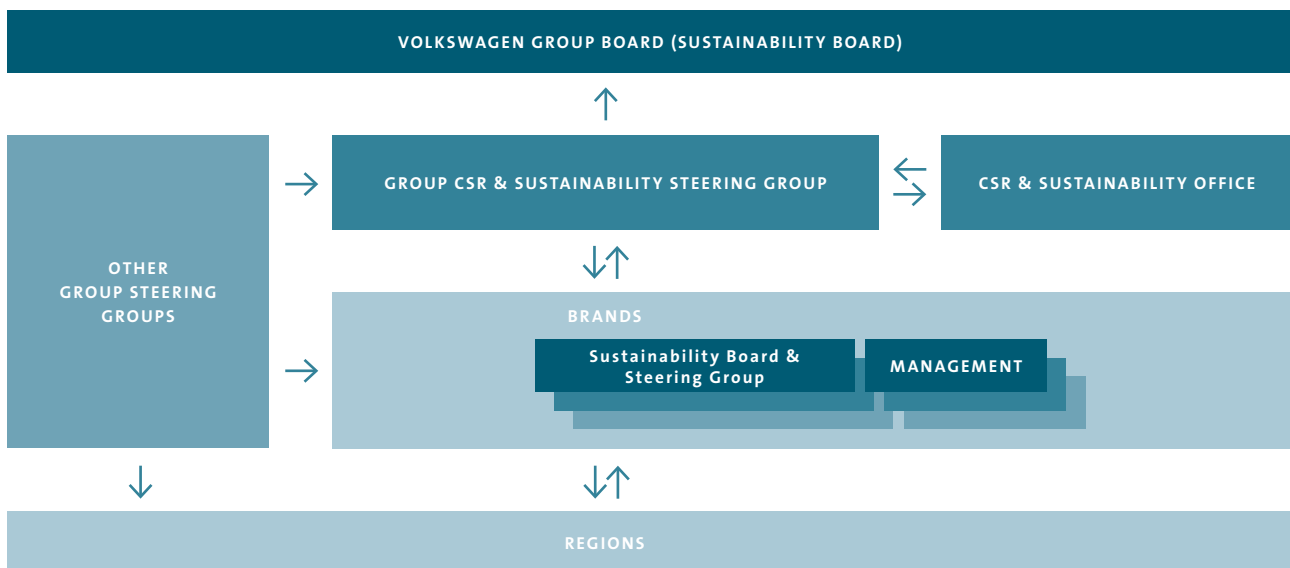 VOLKSWAGEN GROUP BOARD (SUSTAINABILITY BOARD)
GROUP CSR & SUSTAINABILITY STEERING GROUP
CSR & SUSTAINABILITY OFFICE
OTHER
GROUP STEERING
GROUPS
BRANDS
Sustainability Board &
Steering Group
MANAGEMENT
REGIONS